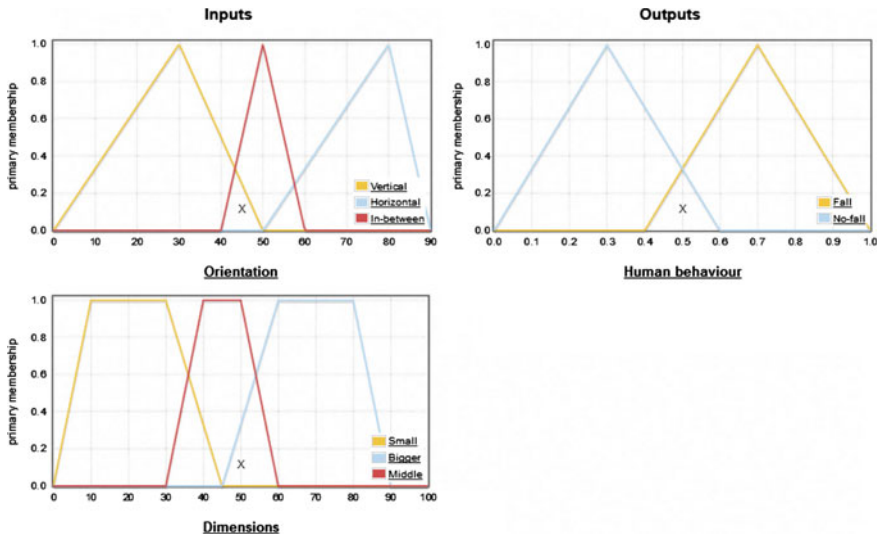 Inputs
1.0
0.8
0.6
0.4
0.2
0.0
primary membership
X
Vertical
Horizontal
In-between
0 10 20 30 40 50 60 70 80 90
Orientation
Outputs
1.0
0.8
0.6
0.4
0.2
0.0
primary membership
X
Fall
No-fall
0.0 0.1 0.2 0.3 0.4 0.5 0.6 0.7 0.8 0.9 1.0
Human behaviour
1.0
0.8
0.6
0.4
0.2
0.0
primary membership
X
Small
Bigger
Middle
0 10 20 30 40 50 60 70 80 90 100
Dimensions